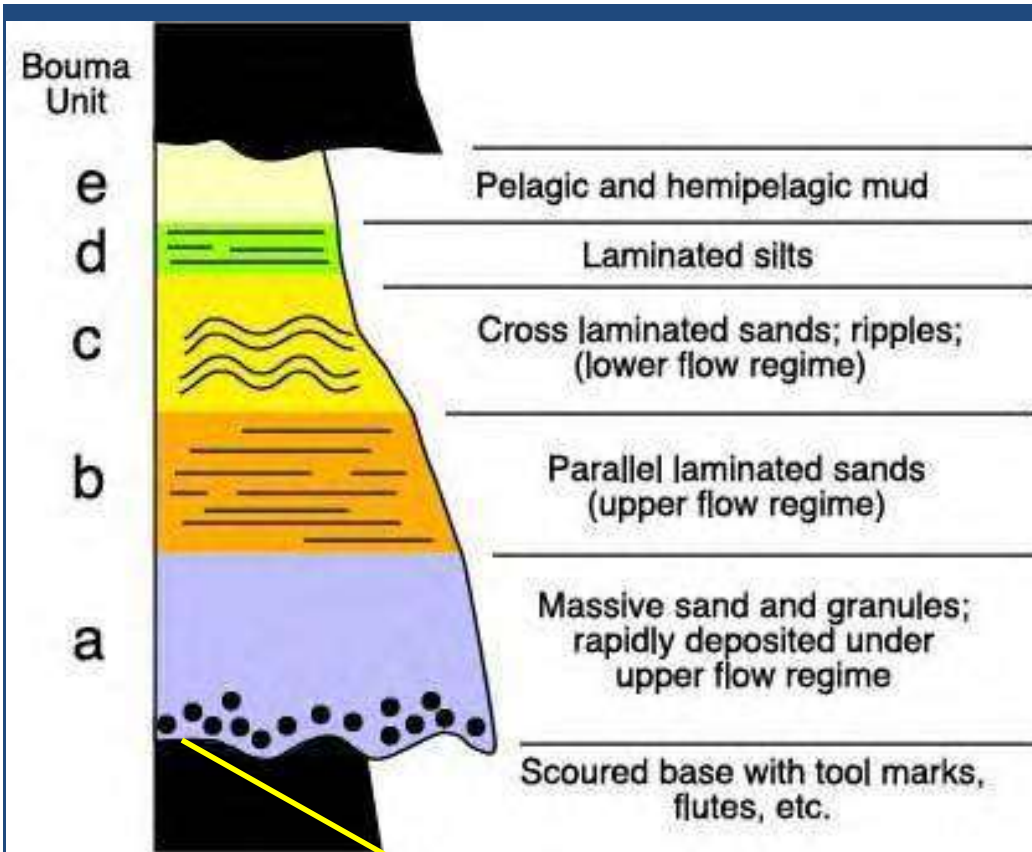 Bouma
Unit
e
Pelagic and hemipelagic mud
d
Laminated silts
c
Cross laminated sands; ripples;
(lower flow regime)
b
Parallel laminated sands
(upper flow regime)
a
Massive sand and granules;
rapidly deposited under
upper flow regime
Scoured base with tool marks,
flutes, etc.